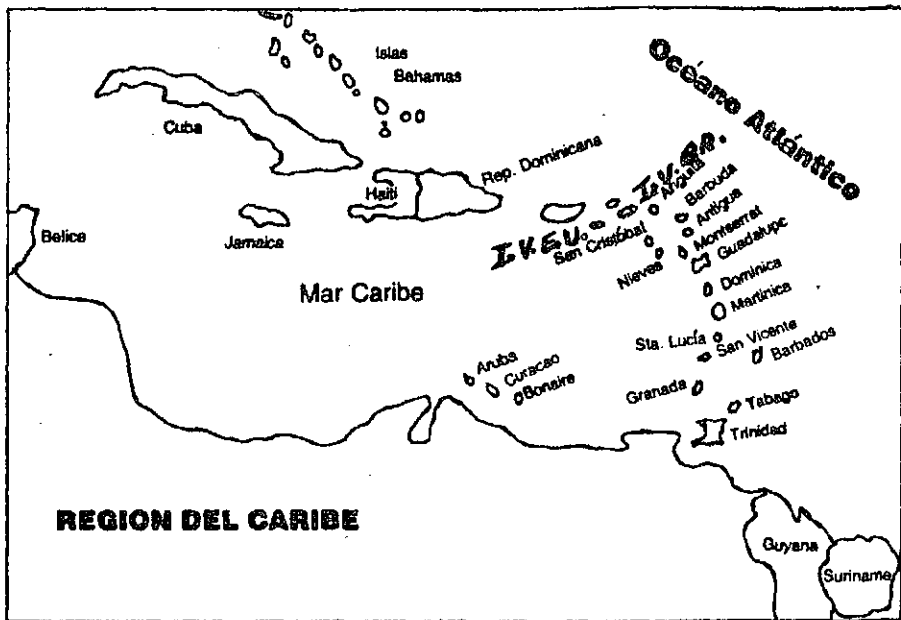 Islas
Bahamas
Océano Atlántico
Cuba
Rep. Dominicana
Haití
I.V.BR.
Anguila
Barbuda
Antigua
Montserrat
Guadalupe
Belice
Jamaica
I.V.E.U.
San Cristóbal
Nieves
Dominica
Mar Caribe
Martinica
Sta. Lucía
San Vicente
Barbados
Aruba
Curacao
Bonaire
Granada
Tabago
Trinidad
REGION DEL CARIBE
Guyana
Suriname